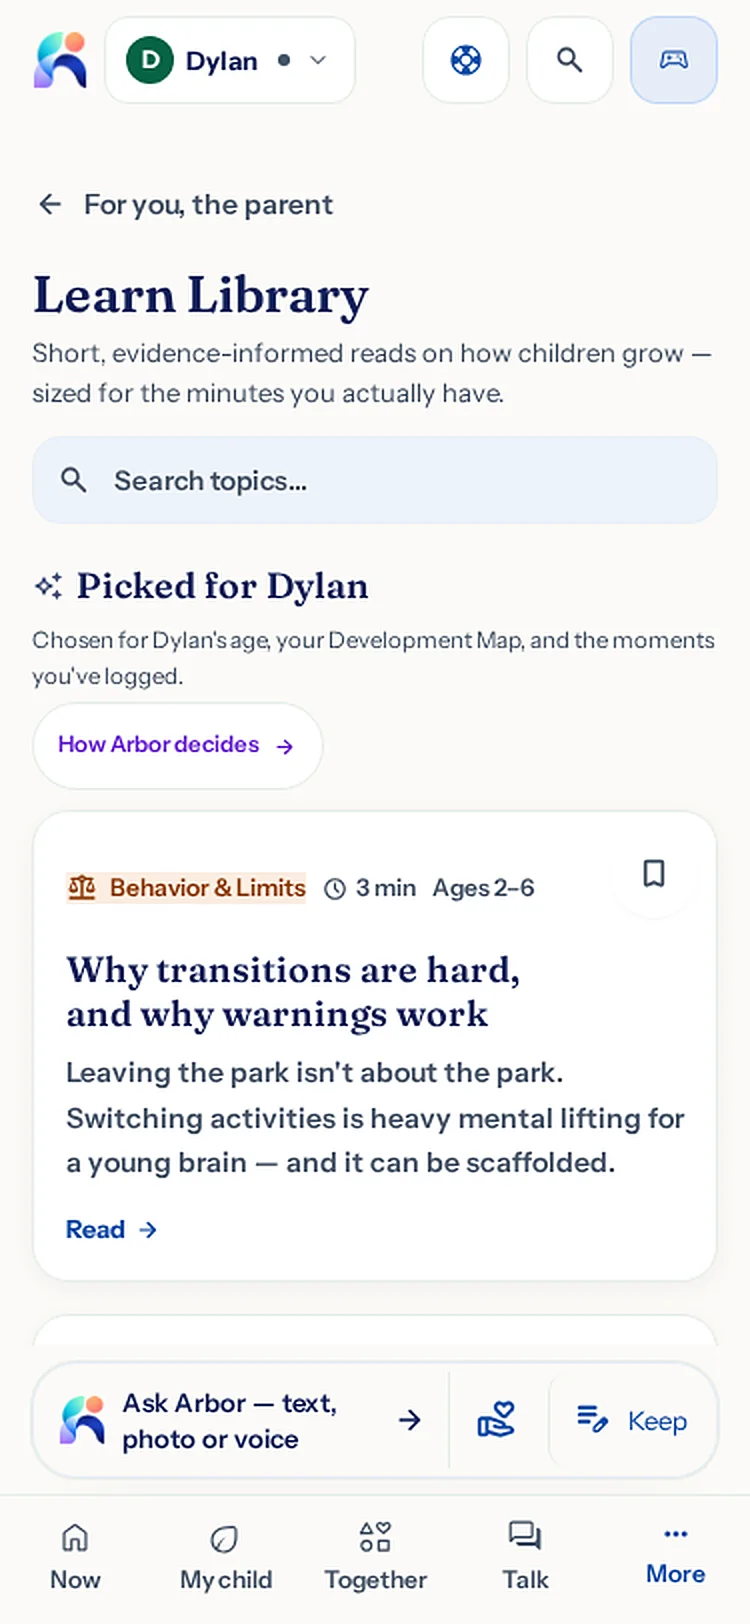 D Dylan
For you, the parent
Learn Library
Short, evidence-informed reads on how children grow —
sized for the minutes you actually have.
Search topics...
Picked for Dylan
Chosen for Dylan's age, your Development Map, and the moments
you've logged.
How Arbor decides
Behavior & Limits 3 min Ages 2–6
Why transitions are hard,
and why warnings work
Leaving the park isn't about the park.
Switching activities is heavy mental lifting for
a young brain — and it can be scaffolded.
Read
Ask Arbor — text,
photo or voice
Keep
Now My child Together Talk More